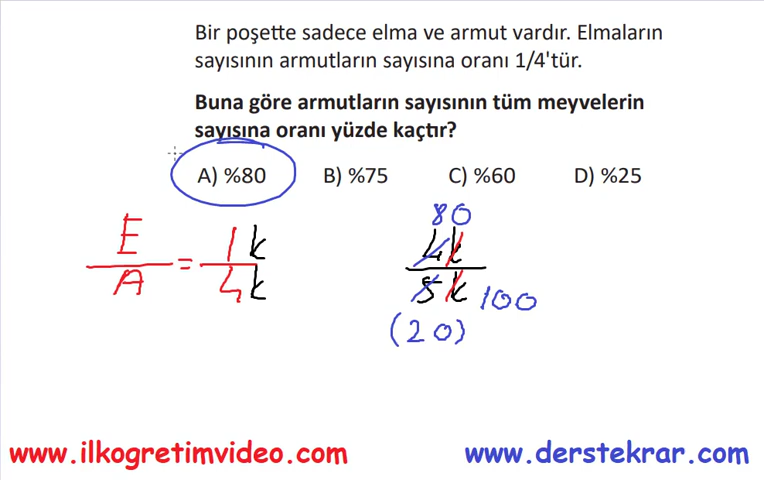 Bir poşette sadece elma ve armut vardır. Elmaların
sayısının armutların sayısına oranı 1/4'tür.
Buna göre armutların sayısının tüm meyvelerin
sayısına oranı yüzde kaçtır?
A) %80 B) %75 C) %60 D) %25
E/A = 1k/4k
80
4k
5k 100
(20)
www.ilkogretimvideo.com www.derstekrar.com